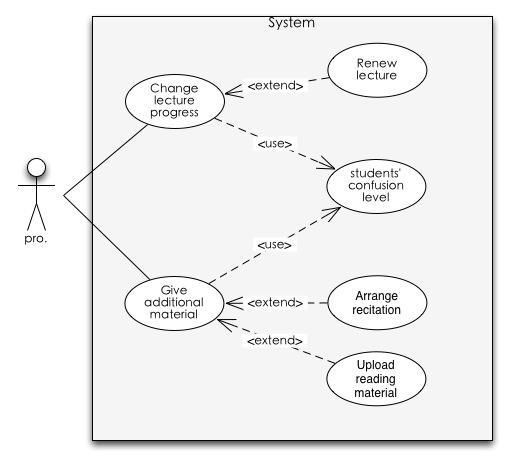 System
Renew
lecture
<extend>
Change
lecture
progress
<use>
students'
confusion
level
pro.
<use>
Give
additional
material
<extend>
Arrange
recitation
<extend>
Upload
reading
material